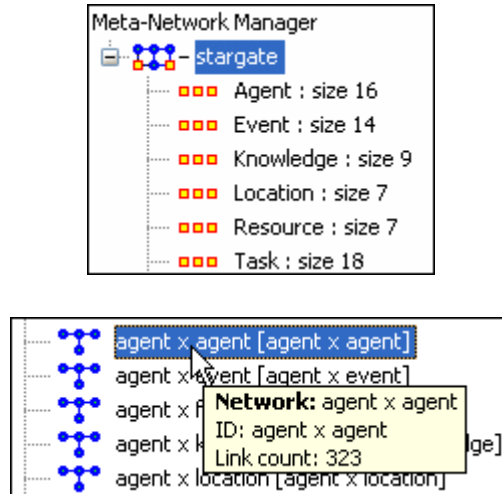 Meta-Network Manager
stargate
Agent : size 16
Event : size 14
Knowledge : size 9
Location : size 7
Resource : size 7
Task : size 18
agent x agent [agent x agent]
agent x event [agent x event]
agent x
Network: agent x agent
ID: agent x agent
agent x k
ge]
Link count: 323
agent x location [agent x location]